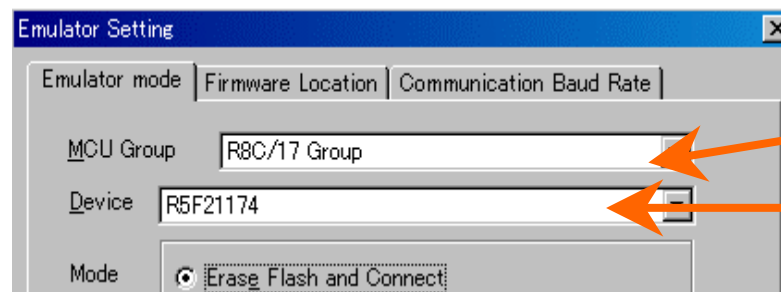 Emulator Setting
Emulator mode Firmware Location Communication Baud Rate
MCU Group R8C/17 Group
Device R5F21174
Mode Erase Flash and Connect